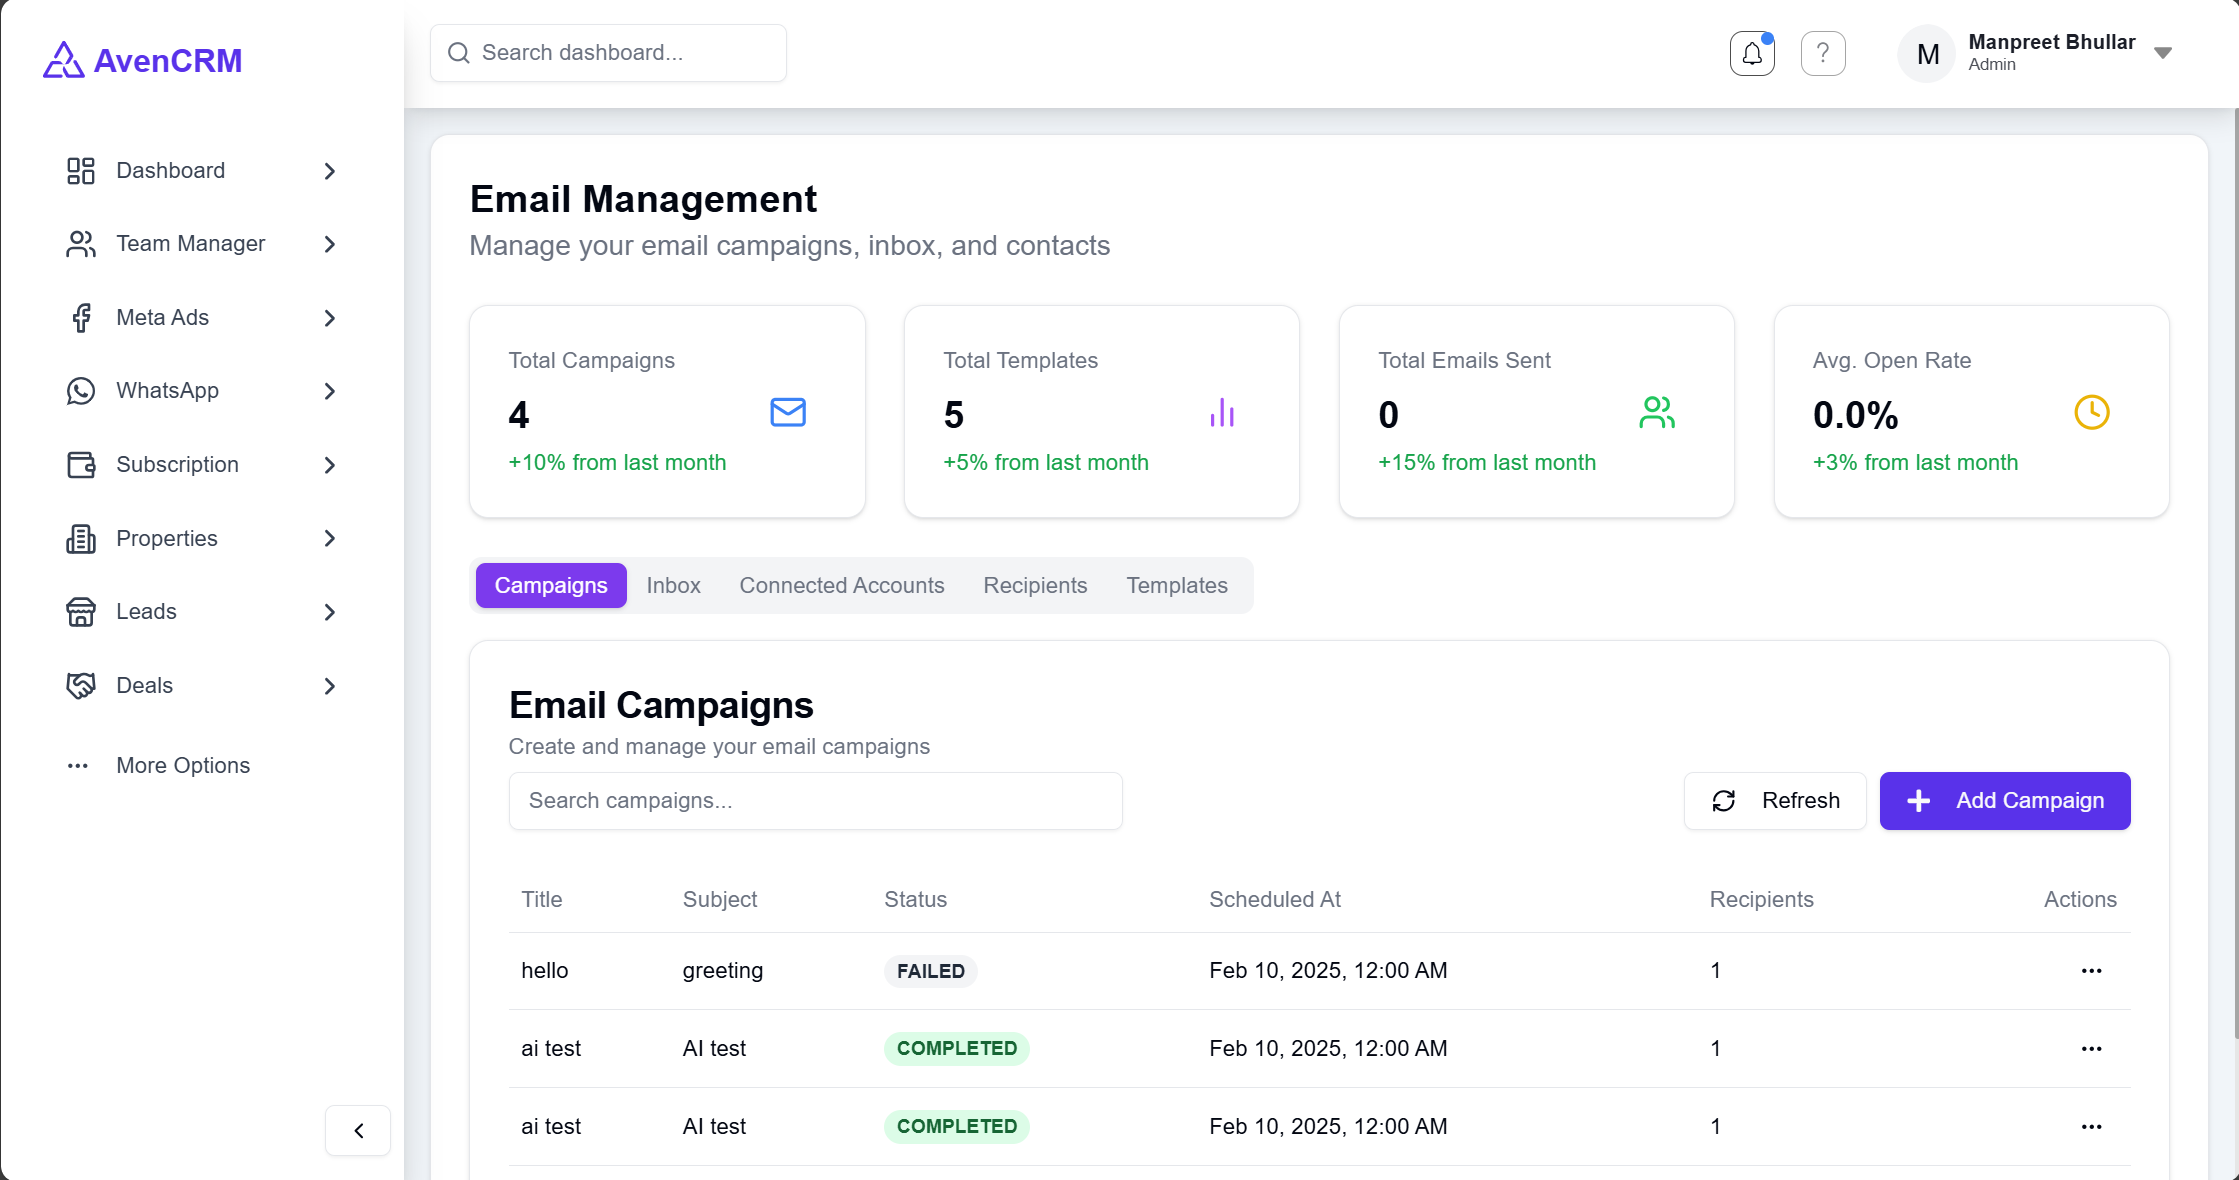 AvenCRM
Search dashboard...
?
M
Manpreet Bhullar
Admin
Dashboard
Team Manager
Meta Ads
WhatsApp
Subscription
Properties
Leads
Deals
More Options
Email Management
Manage your email campaigns, inbox, and contacts
Total Campaigns
4
+10% from last month
Total Templates
5
+5% from last month
Total Emails Sent
0
+15% from last month
Avg. Open Rate
0.0%
+3% from last month
Campaigns Inbox Connected Accounts Recipients Templates
Email Campaigns
Create and manage your email campaigns
Search campaigns...
Refresh
Add Campaign
Title Subject Status Scheduled At Recipients Actions
hello greeting FAILED Feb 10, 2025, 12:00 AM 1
ai test AI test COMPLETED Feb 10, 2025, 12:00 AM 1
ai test AI test COMPLETED Feb 10, 2025, 12:00 AM 1